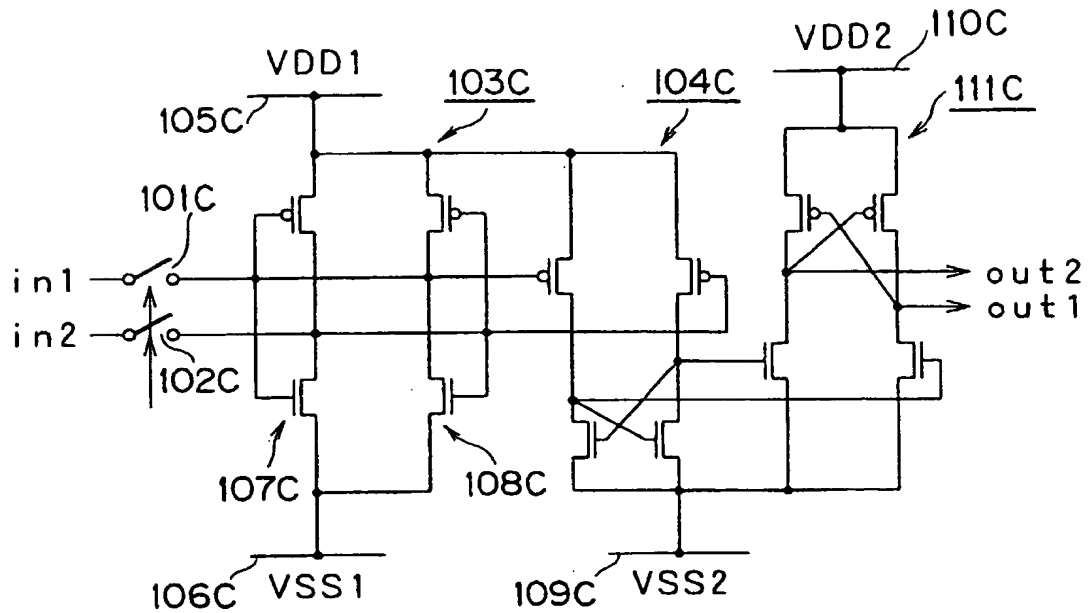 110C
VDD1
VDD2
103C
104C
111C
105C
101C
in1
out2
out1
in2
102C
107C
108C
106C
VSS1
109C
VSS2